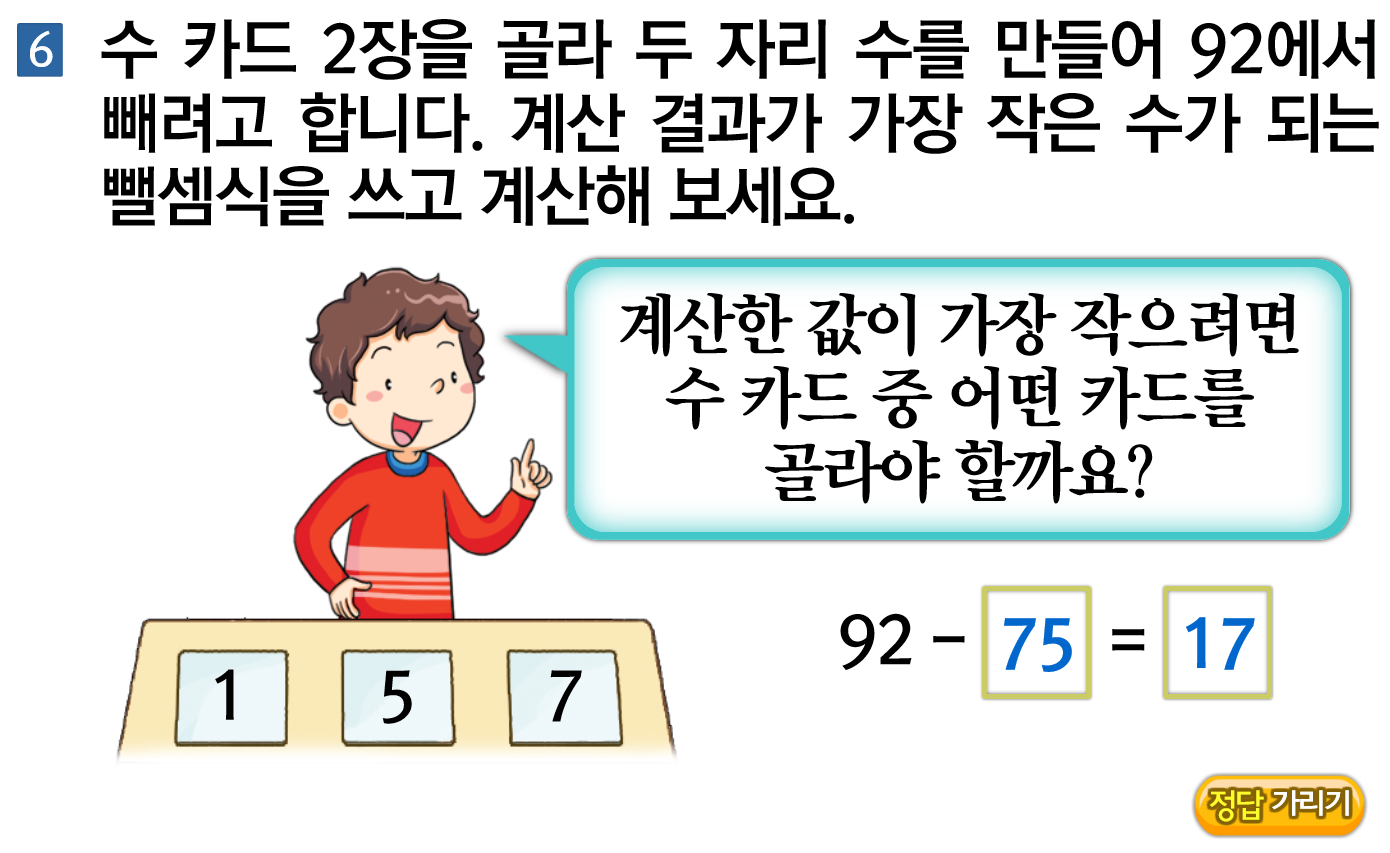 6 수 카드 2장을 골라 두 자리 수를 만들어 92에서
빼려고 합니다. 계산 결과가 가장 작은 수가 되는
뺄셈식을 쓰고 계산해 보세요.
계산한 값이 가장 작으려면
수 카드 중 어떤 카드를
골라야 할까요?
92 - 75 = 17
1 5 7
정답 가리기